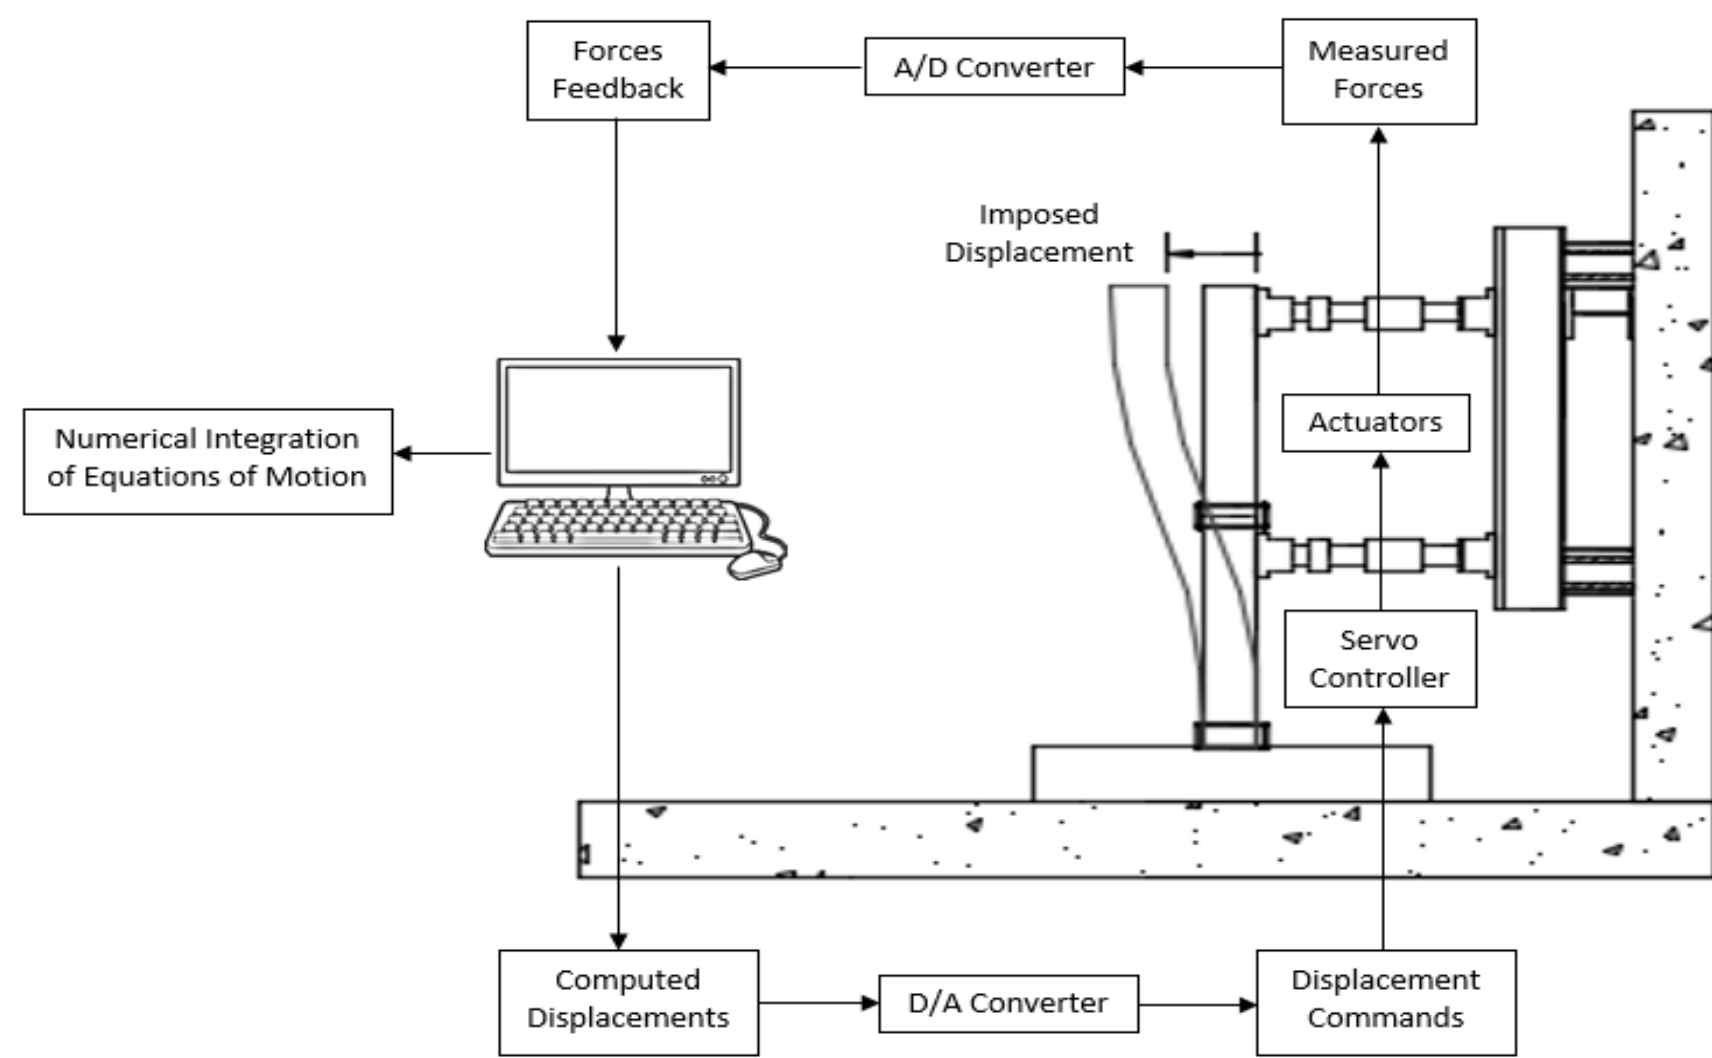 Forces
Feedback
A/D Converter
Measured
Forces
Imposed
Displacement
Actuators
Numerical Integration
of Equations of Motion
Servo
Controller
Computed
Displacements
D/A Converter
Displacement
Commands